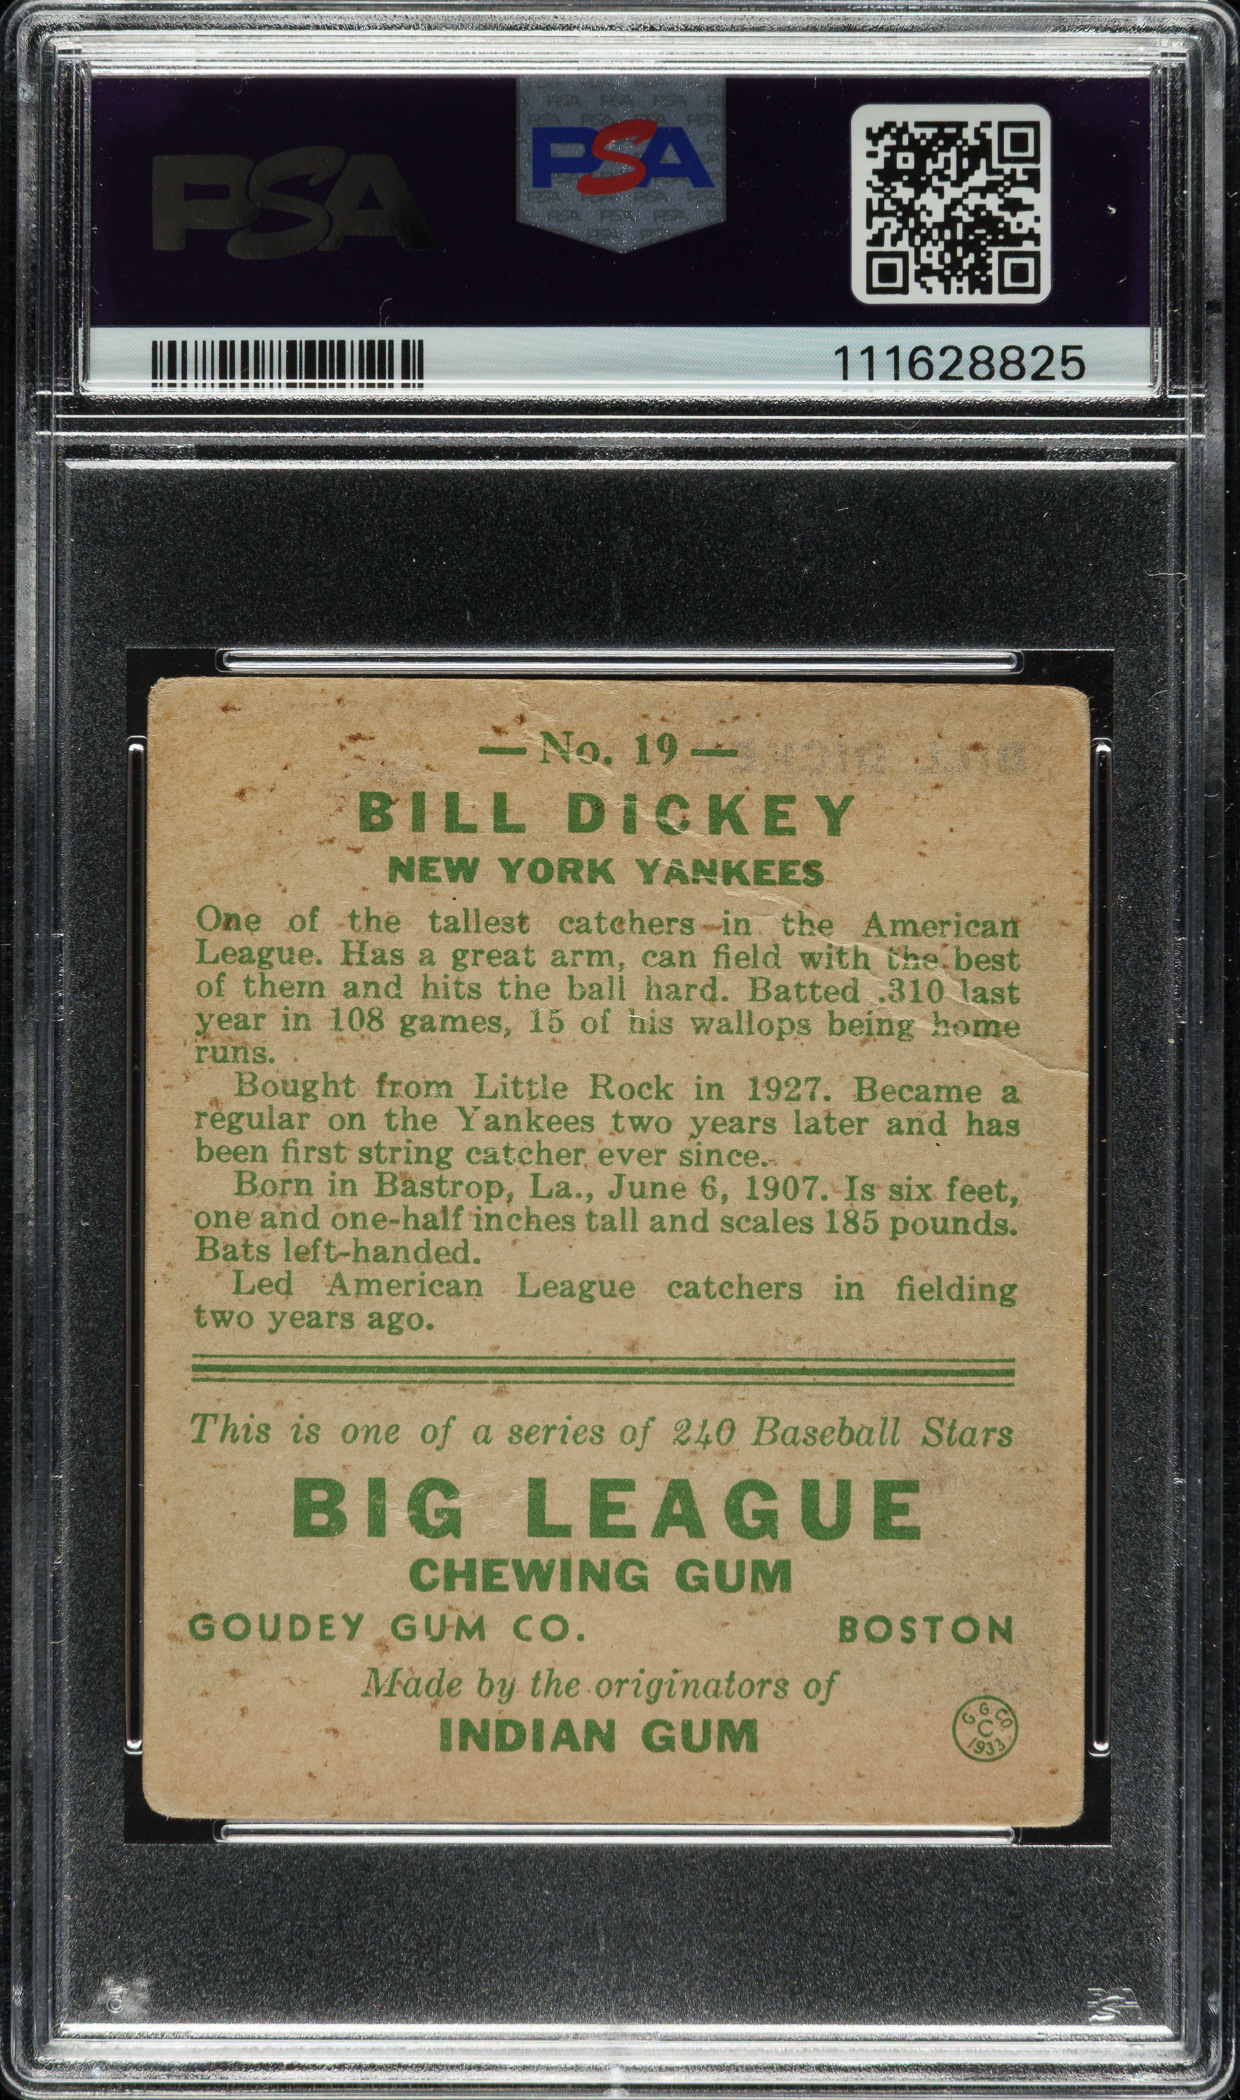 PSA
PSA
111628825
— No. 19 —
BILL DICKEY
BILL DICKEY
NEW YORK YANKEES
One of the tallest catchers in the American
League. Has a great arm, can field with the best
of them and hits the ball hard. Batted .310 last
year in 108 games, 15 of his wallops being home
runs.
Bought from Little Rock in 1927. Became a
regular on the Yankees two years later and has
been first string catcher ever since.
Born in Bastrop, La., June 6, 1907. Is six feet,
one and one-half inches tall and scales 185 pounds.
Bats left-handed.
Led American League catchers in fielding
two years ago.
This is one of a series of 240 Baseball Stars
BIG LEAGUE
CHEWING GUM
GOUDEY GUM CO. BOSTON
Made by the originators of
INDIAN GUM
G. G. CO.
C
1933
PSA